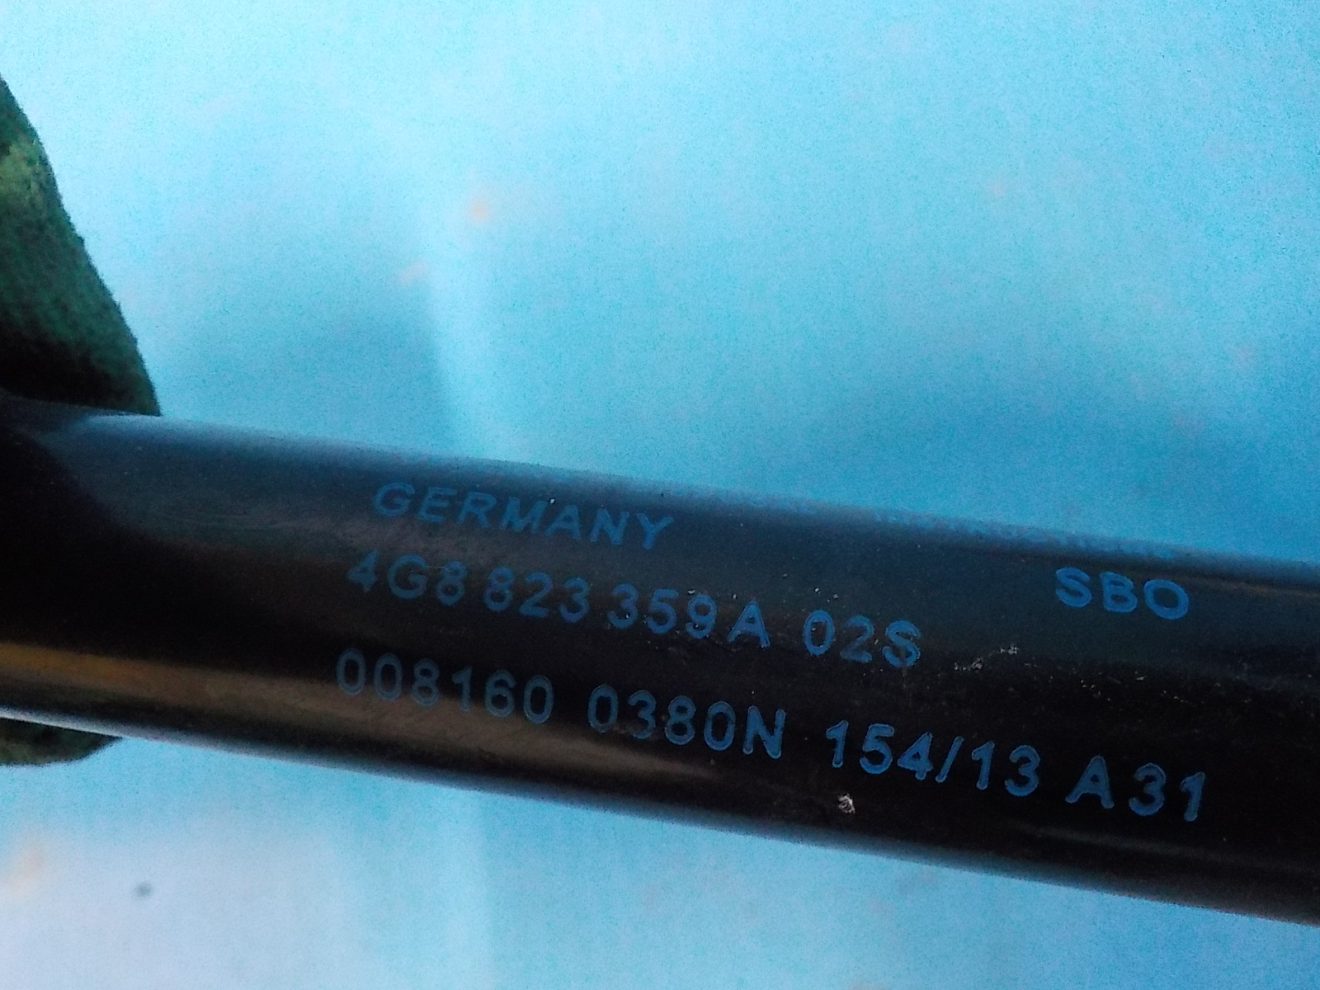 GERMANY
SBO
4G8 823 359 A 02S
008160 0380N 154/13 A31